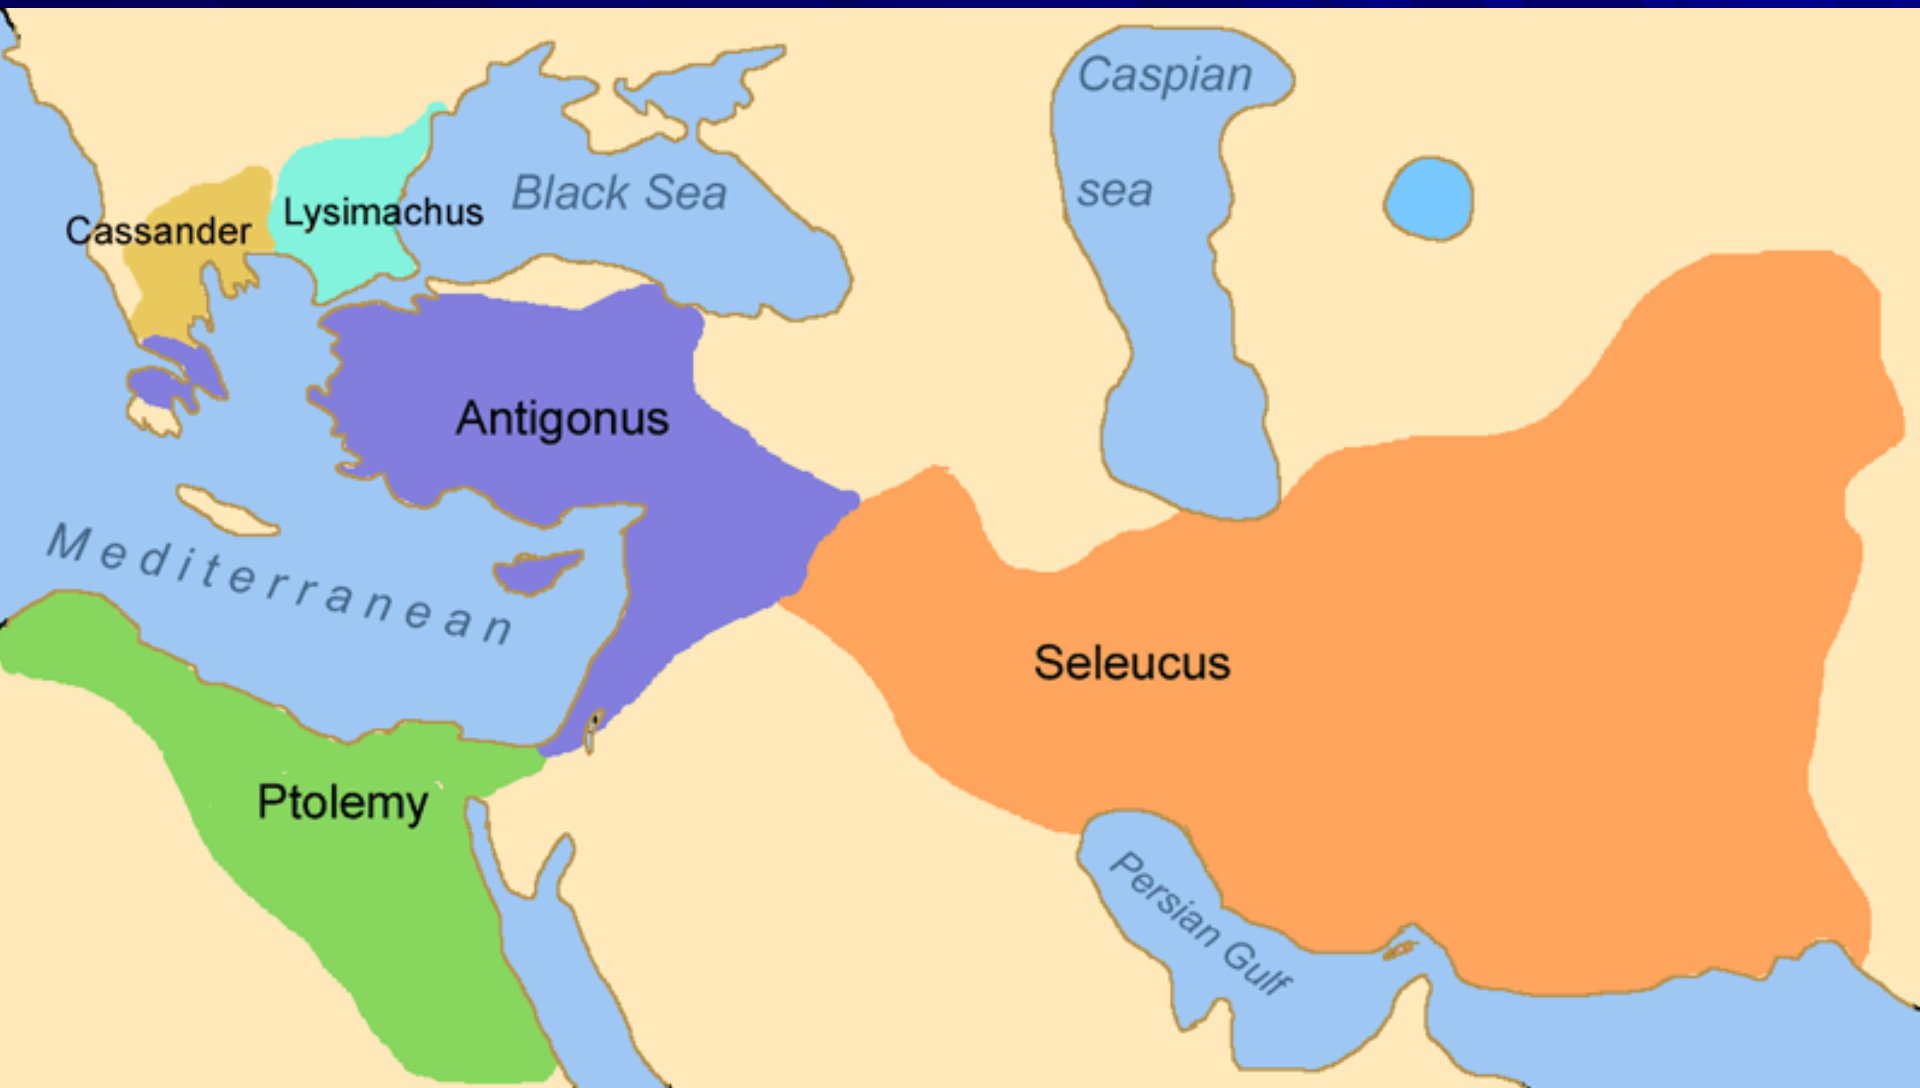 Caspian
sea
Black Sea
Lysimachus
Cassander
Antigonus
Mediterranean
Seleucus
Ptolemy
Persian Gulf